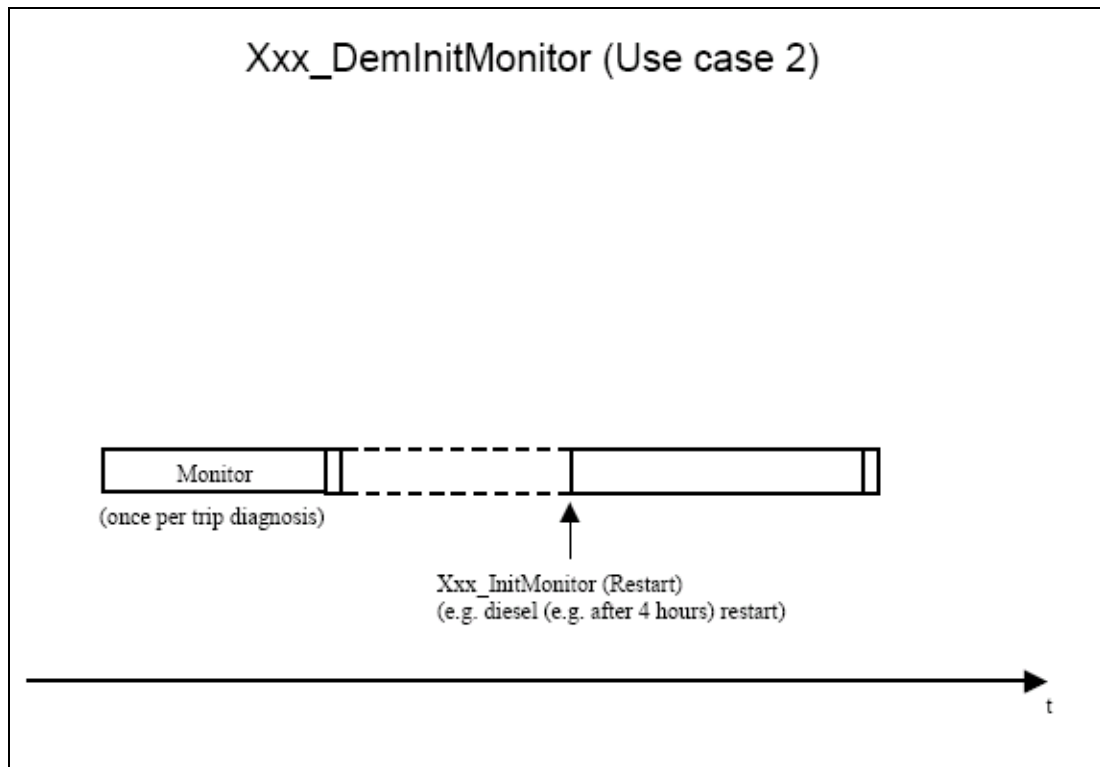 Xxx_DemInitMonitor (Use case 2)
Monitor
(once per trip diagnosis)
Xxx_InitMonitor (Restart)
(e.g. diesel (e.g. after 4 hours) restart)
t